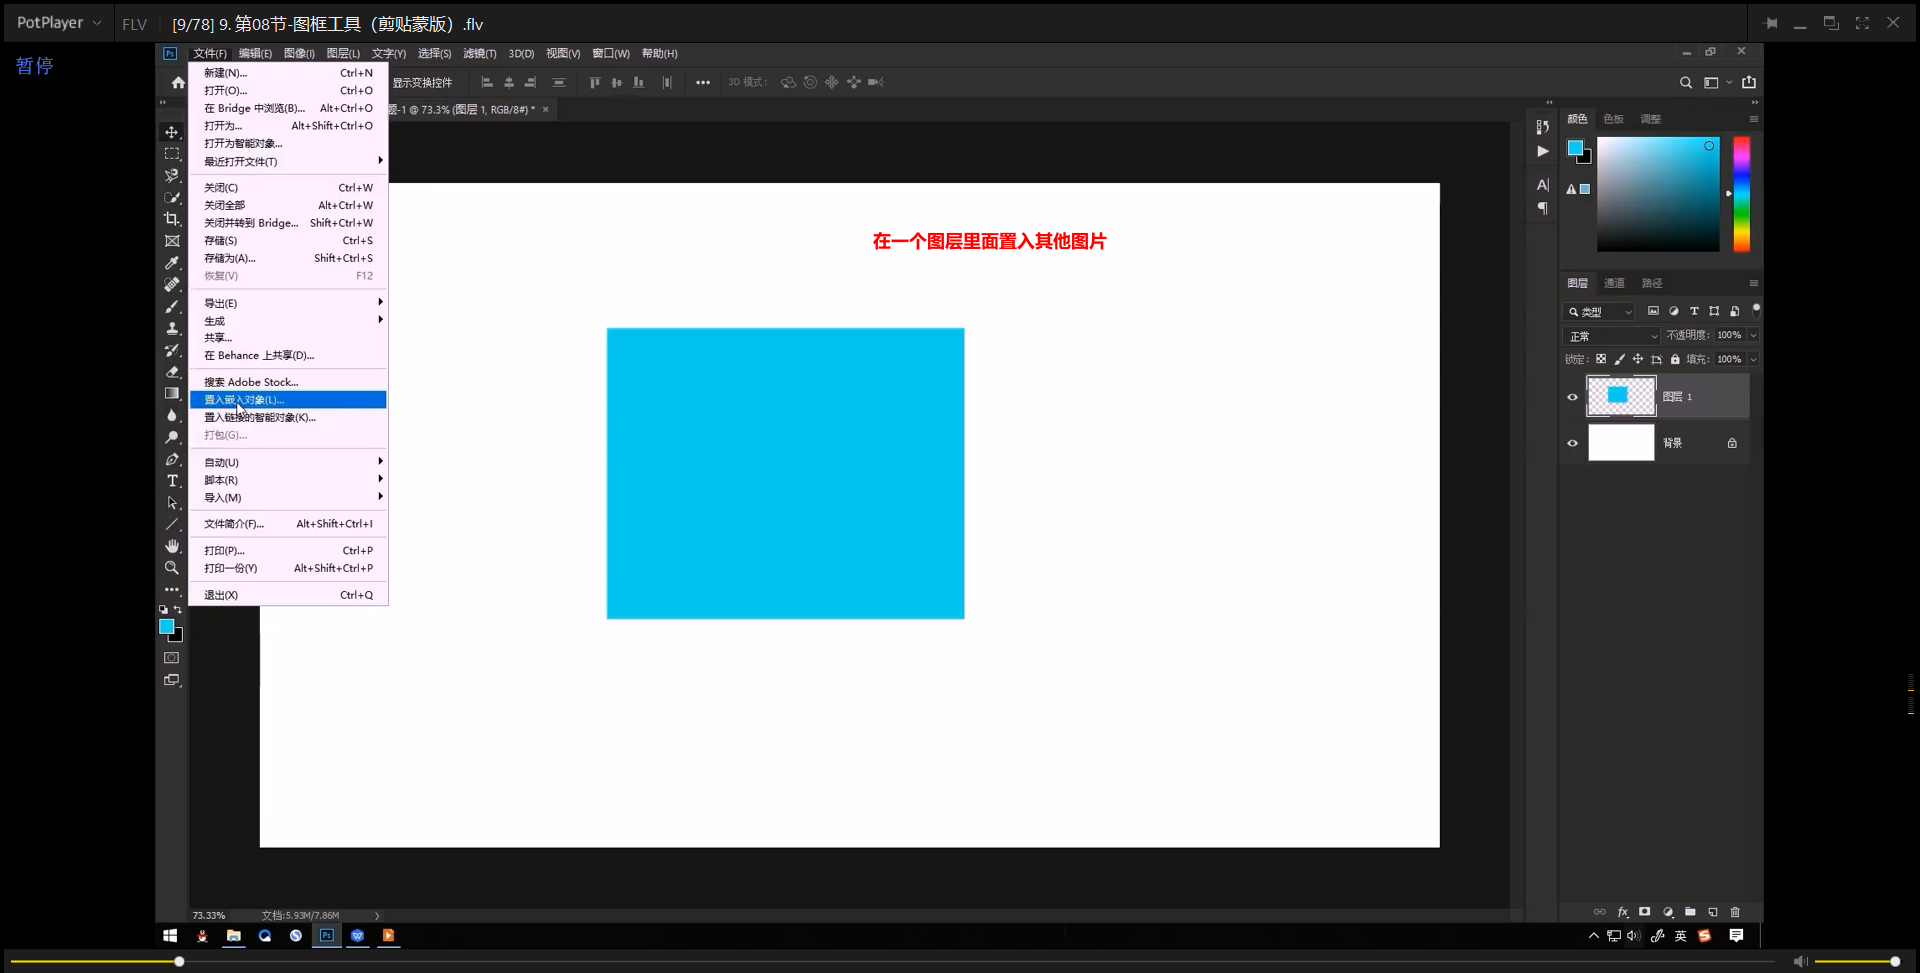 PotPlayer FLV [9/78] 9. 第08节-图框工具（剪贴蒙版）.flv
暂停
Ps 文件(F) 编辑(E) 图像(I) 图层(L) 文字(Y) 选择(S) 滤镜(T) 3D(D) 视图(V) 窗口(W) 帮助(H)
显示变换控件 3D 模式:
题-1 @ 73.3% (图层 1, RGB/8#) * ×
新建(N)... Ctrl+N
打开(O)... Ctrl+O
在 Bridge 中浏览(B)... Alt+Ctrl+O
打开为... Alt+Shift+Ctrl+O
打开为智能对象...
最近打开文件(T)
关闭(C) Ctrl+W
关闭全部 Alt+Ctrl+W
关闭并转到 Bridge... Shift+Ctrl+W
存储(S) Ctrl+S
存储为(A)... Shift+Ctrl+S
恢复(V) F12
导出(E)
生成
共享...
在 Behance 上共享(D)...
搜索 Adobe Stock...
置入嵌入对象(L)...
置入链接的智能对象(K)...
打包(G)...
自动(U)
脚本(R)
导入(M)
文件简介(F)... Alt+Shift+Ctrl+I
打印(P)... Ctrl+P
打印一份(Y) Alt+Shift+Ctrl+P
退出(X) Ctrl+Q
在一个图层里面置入其他图片
颜色 色板 调整
图层 通道 路径
类型
正常 不透明度: 100%
锁定: 填充: 100%
图层 1
背景
73.33% 文档:5.93M/7.86M
英